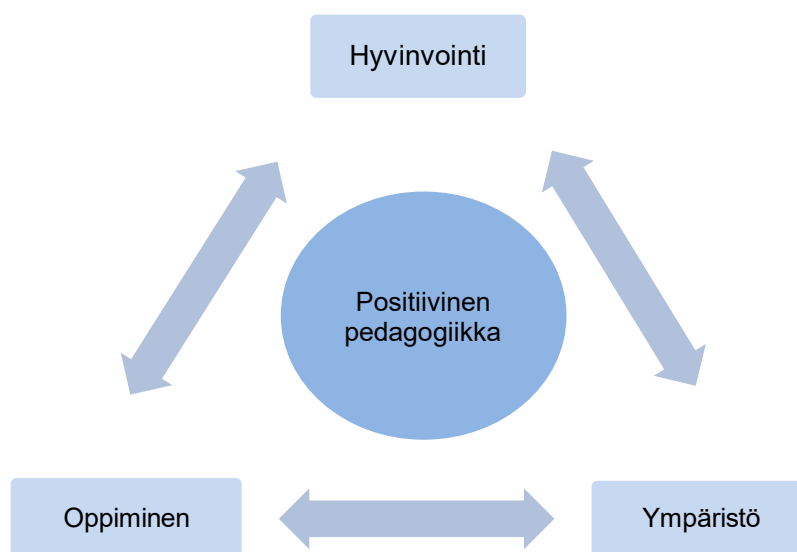 Hyvinvointi
Positiivinen
pedagogiikka
Oppiminen
Ympäristö